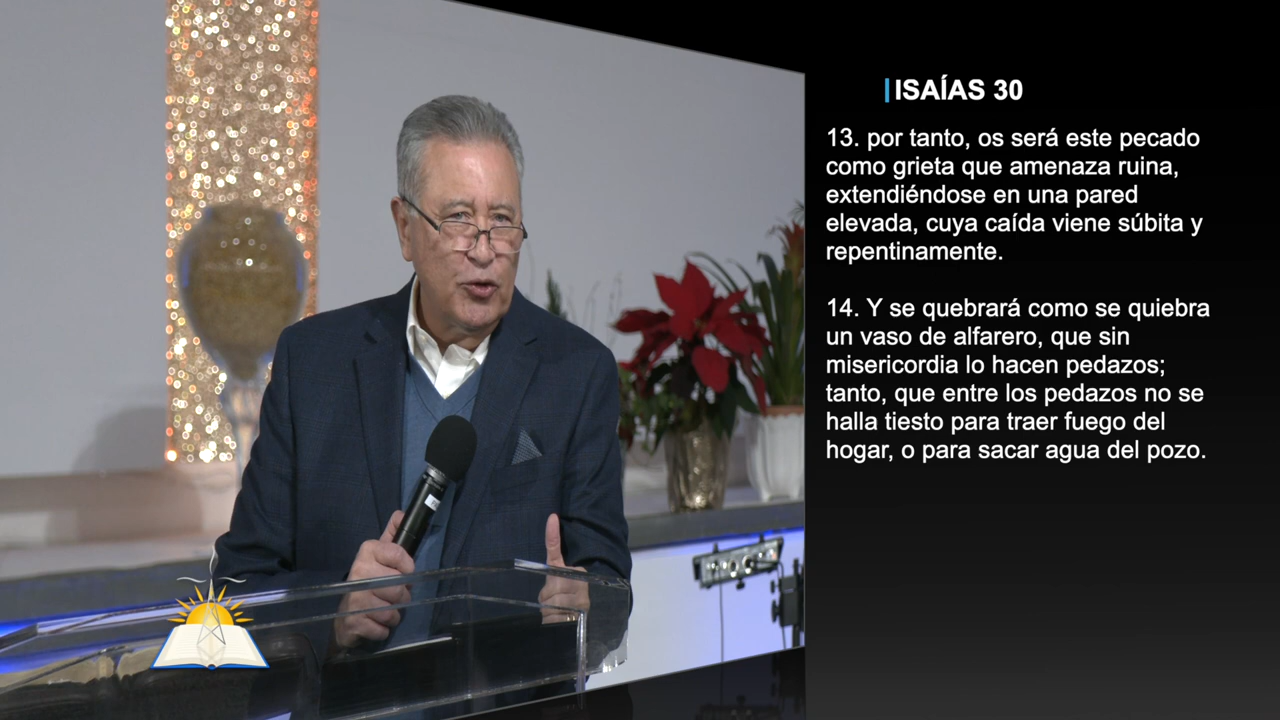 ISAÍAS 30
13. por tanto, os será este pecado
como grieta que amenaza ruina,
extendiéndose en una pared
elevada, cuya caída viene súbita y
repentinamente.
14. Y se quebrará como se quiebra
un vaso de alfarero, que sin
misericordia lo hacen pedazos;
tanto, que entre los pedazos no se
halla tiesto para traer fuego del
hogar, o para sacar agua del pozo.